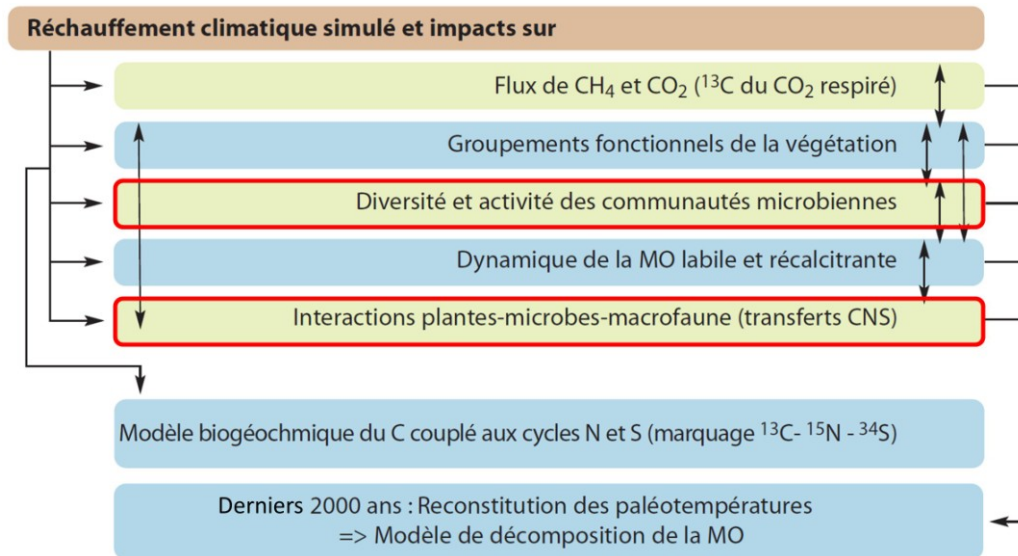 Réchauffement climatique simulé et impacts sur
Flux de CH₄ et CO₂ (¹³C du CO₂ respiré)
Groupements fonctionnels de la végétation
Diversité et activité des communautés microbiennes
Dynamique de la MO labile et récalcitrante
Interactions plantes-microbes-macrofaune (transferts CNS)
Modèle biogéochmique du C couplé aux cycles N et S (marquage ¹³C- ¹⁵N - ³⁴S)
Derniers 2000 ans : Reconstitution des paléotempératures
=> Modèle de décomposition de la MO